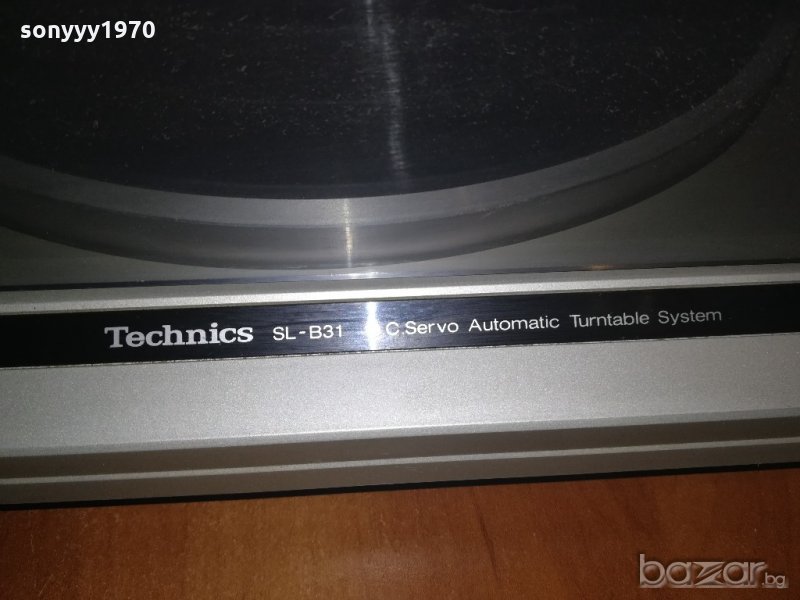 sonyyy1970
Technics SL-B31 .C.Servo Automatic Turntable System
bazar.bg